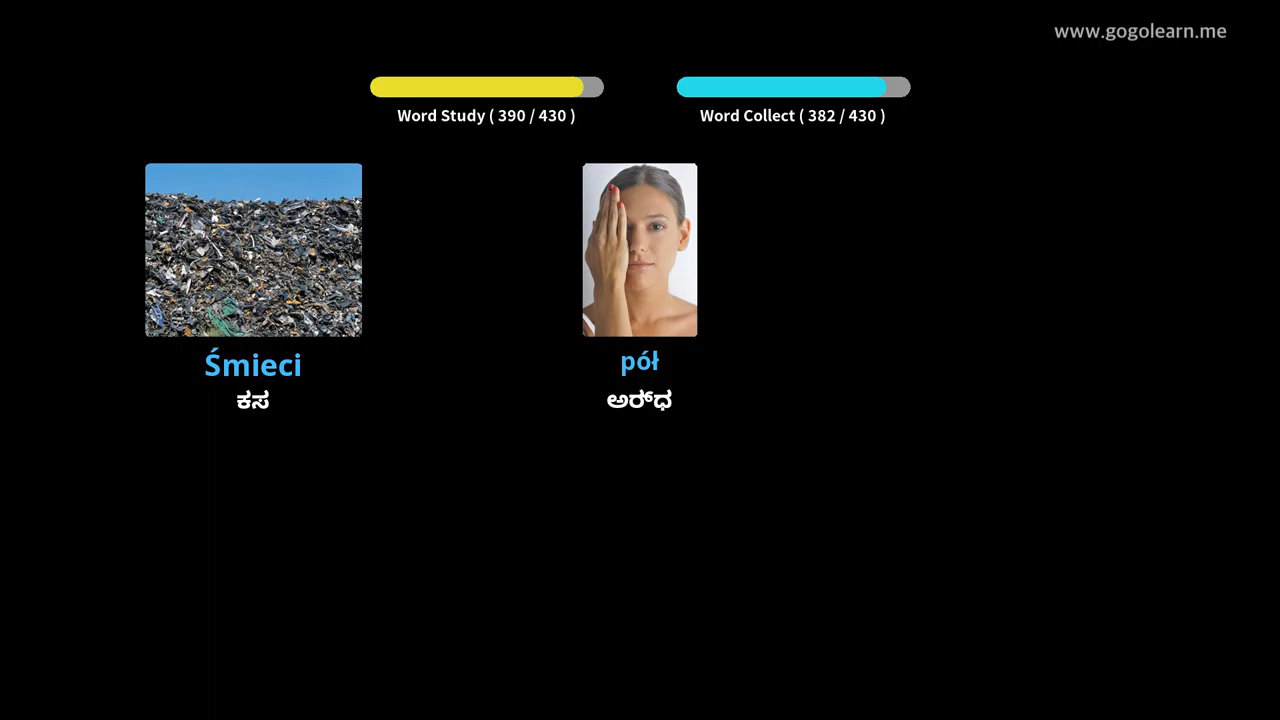 www.gogolearn.me
Word Study ( 390 / 430 )
Word Collect ( 382 / 430 )
Śmieci
ಕಸ
pół
ಅರ್ಧ